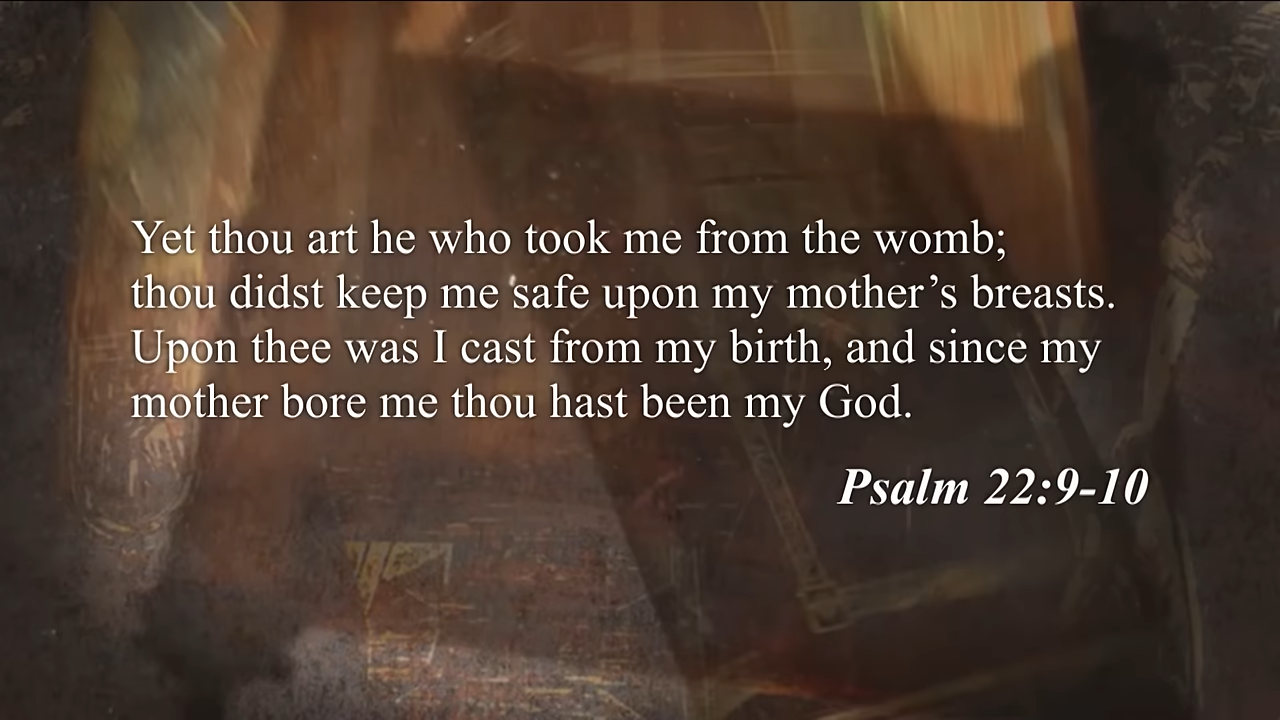 Yet thou art he who took me from the womb;
thou didst keep me safe upon my mother’s breasts.
Upon thee was I cast from my birth, and since my
mother bore me thou hast been my God.
Psalm 22:9-10